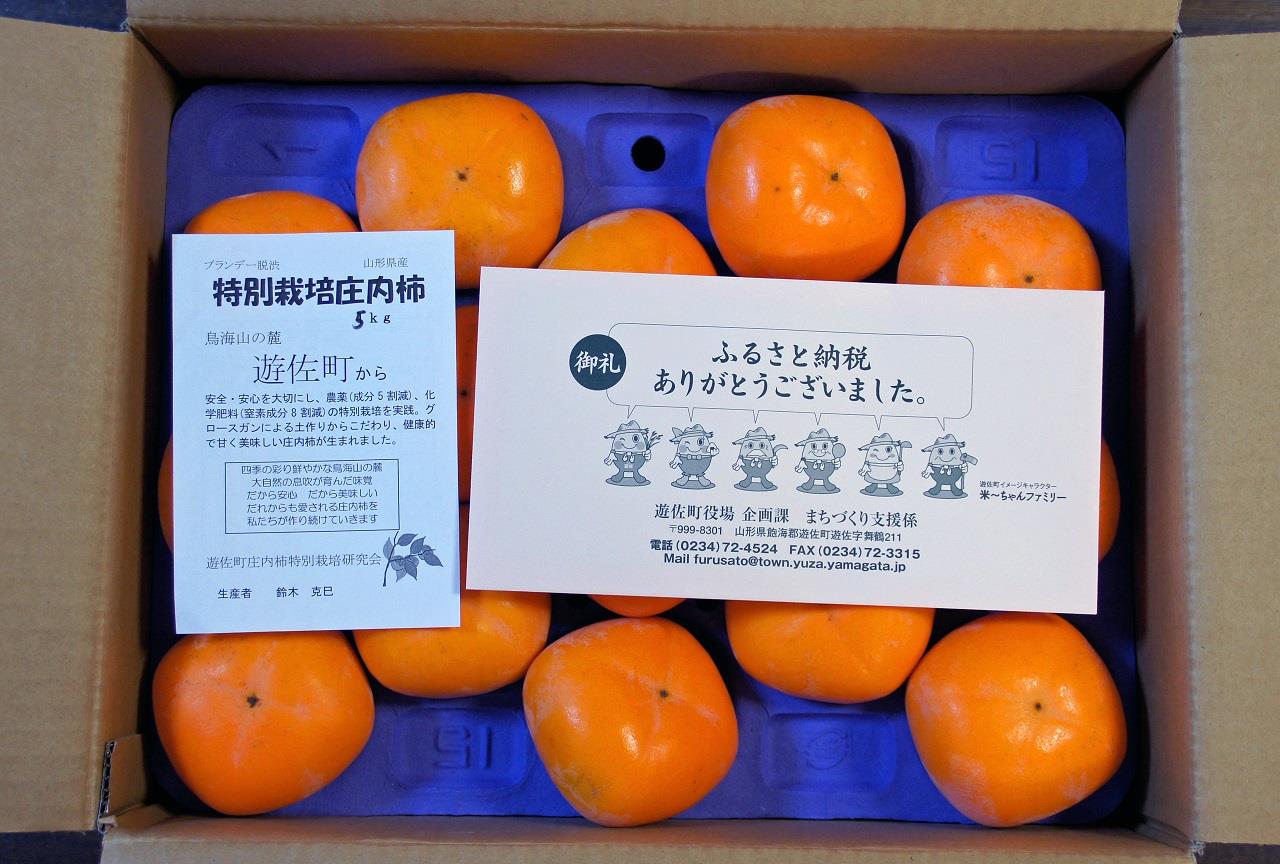 ブランデー脱渋 山形県産
特別栽培庄内柿
5kg
鳥海山の麓
遊佐町から
安全・安心を大切にし、農薬(成分5割減)、化
学肥料(窒素成分8割減)の特別栽培を実践。グ
ロースガンによる土作りからこだわり、健康的
で甘く美味しい庄内柿が生まれました。
四季の彩り鮮やかな鳥海山の麓
大自然の息吹が育んだ味覚
だから安心 だから美味しい
だれからも愛される庄内柿を
私たちが作り続けていきます
遊佐町庄内柿特別栽培研究会
生産者 鈴木 克巳
御礼
ふるさと納税
ありがとうございました。
遊佐町イメージキャラクター
米〜ちゃんファミリー
遊佐町役場 企画課 まちづくり支援係
〒999-8301 山形県飽海郡遊佐町遊佐字舞鶴211
電話(0234)72-4524 FAX(0234)72-3315
Mail furusato@town.yuza.yamagata.jp
15
15